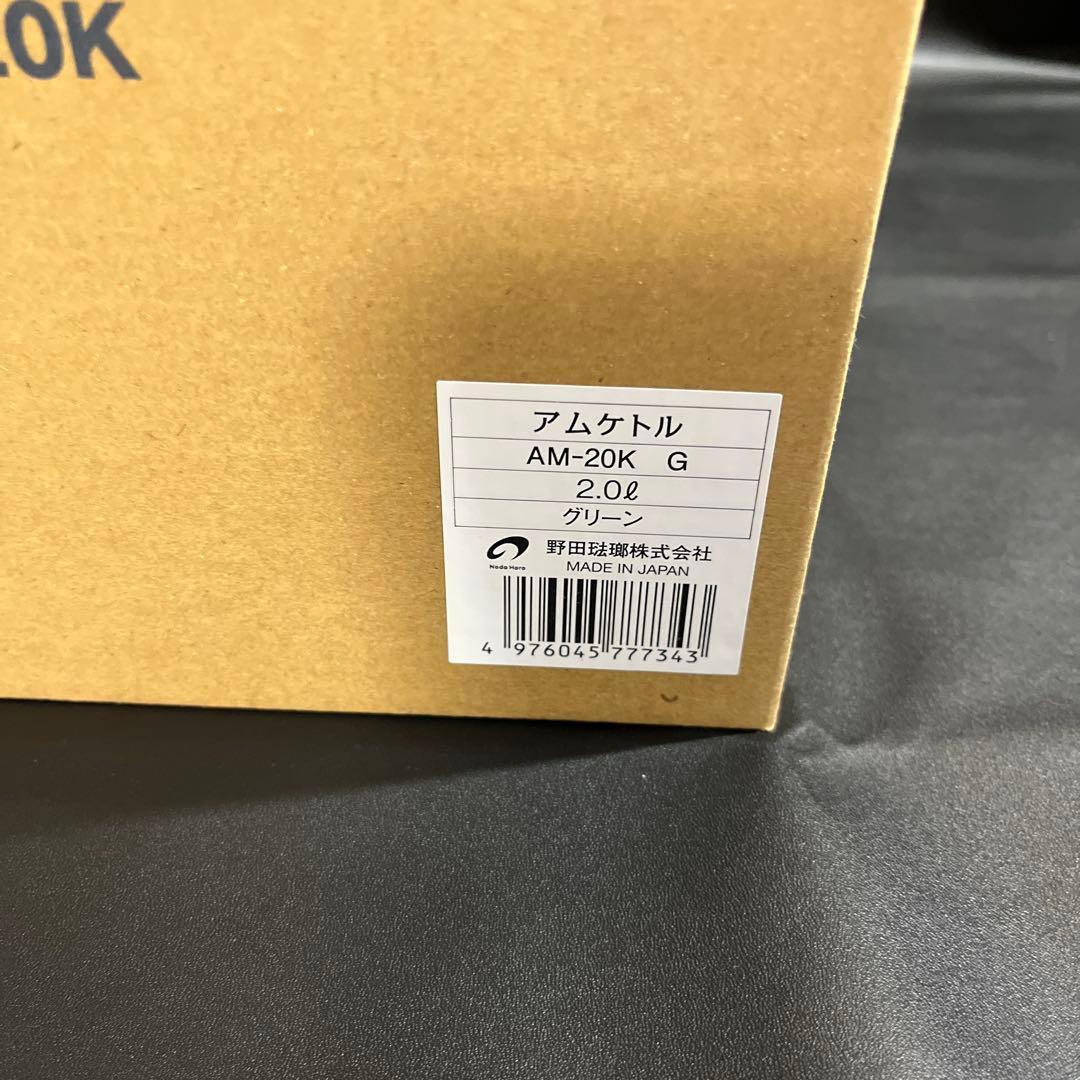 20K
アムケトル
AM-20K G
2.0ℓ
グリーン
Noda Horo
野田琺瑯株式会社
MADE IN JAPAN
4 976045 777343